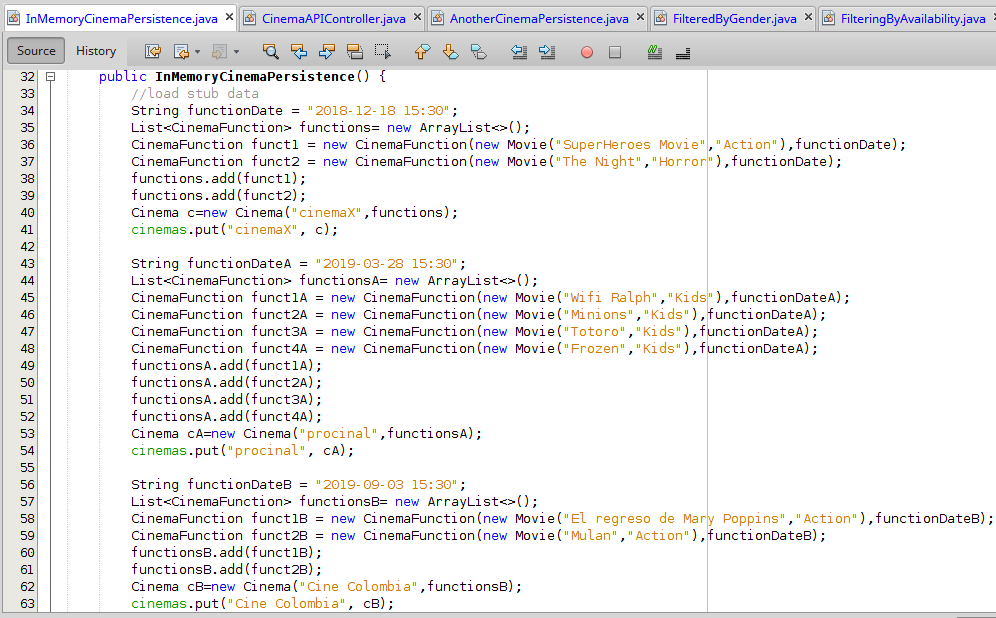 InMemoryCinemaPersistence.java CinemaAPIController.java AnotherCinemaPersistence.java FilteredByGender.java FilteringByAvailability.java
Source History
32 public InMemoryCinemaPersistence() {
33 //load stub data
34 String functionDate = "2018-12-18 15:30";
35 List<CinemaFunction> functions= new ArrayList<>();
36 CinemaFunction funct1 = new CinemaFunction(new Movie("SuperHeroes Movie","Action"),functionDate);
37 CinemaFunction funct2 = new CinemaFunction(new Movie("The Night","Horror"),functionDate);
38 functions.add(funct1);
39 functions.add(funct2);
40 Cinema c=new Cinema("cinemaX",functions);
41 cinemas.put("cinemaX", c);
42
43 String functionDateA = "2019-03-28 15:30";
44 List<CinemaFunction> functionsA= new ArrayList<>();
45 CinemaFunction funct1A = new CinemaFunction(new Movie("Wifi Ralph","Kids"),functionDateA);
46 CinemaFunction funct2A = new CinemaFunction(new Movie("Minions","Kids"),functionDateA);
47 CinemaFunction funct3A = new CinemaFunction(new Movie("Totoro","Kids"),functionDateA);
48 CinemaFunction funct4A = new CinemaFunction(new Movie("Frozen","Kids"),functionDateA);
49 functionsA.add(funct1A);
50 functionsA.add(funct2A);
51 functionsA.add(funct3A);
52 functionsA.add(funct4A);
53 Cinema cA=new Cinema("procinal",functionsA);
54 cinemas.put("procinal", cA);
55
56 String functionDateB = "2019-09-03 15:30";
57 List<CinemaFunction> functionsB= new ArrayList<>();
58 CinemaFunction funct1B = new CinemaFunction(new Movie("El regreso de Mary Poppins","Action"),functionDateB);
59 CinemaFunction funct2B = new CinemaFunction(new Movie("Mulan","Action"),functionDateB);
60 functionsB.add(funct1B);
61 functionsB.add(funct2B);
62 Cinema cB=new Cinema("Cine Colombia",functionsB);
63 cinemas.put("Cine Colombia", cB);